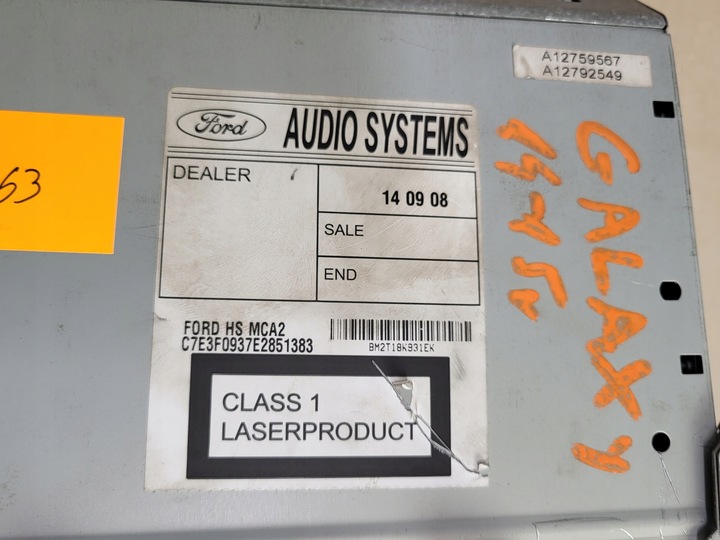 A12759567
A12792549
Ford AUDIO SYSTEMS
DEALER
14 09 08
SALE
END
FORD HS MCA2
C7E3F0937E2851383
BM2T18K931EK
CLASS 1
LASERPRODUCT
GALAXY
63